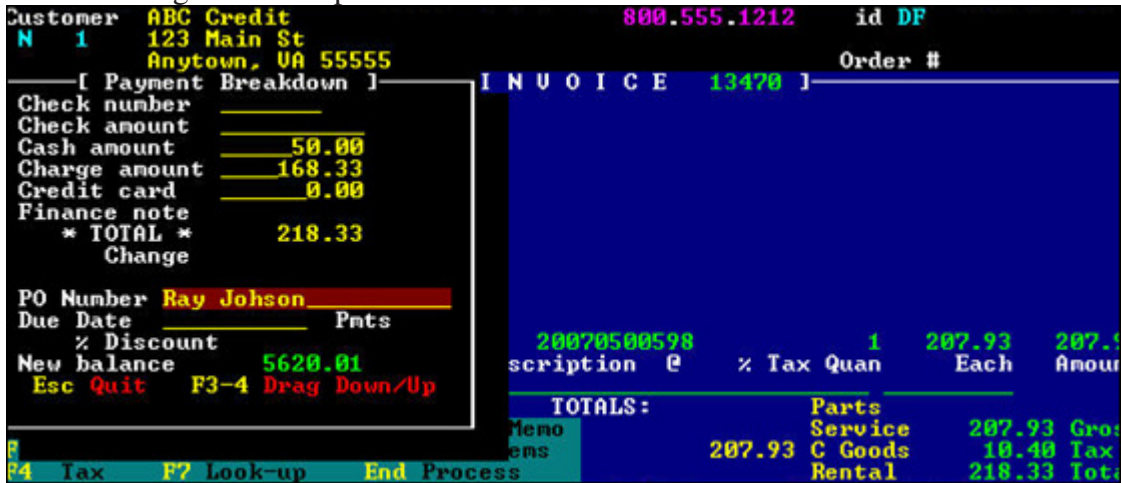 Customer ABC Credit 800.555.1212 id DF
N 1 123 Main St
Anytown, VA 55555 Order #
[ Payment Breakdown ] I N V O I C E 13470 ]
Check number
Check amount
Cash amount 50.00
Charge amount 168.33
Credit card 0.00
Finance note
* TOTAL * 218.33
Change
PO Number Ray Johson
Due Date Pmts
% Discount 20070500598 1 207.93 207.9
New balance 5620.01 scription @ % Tax Quan Each Amoun
Esc Quit F3-4 Drag Down/Up
TOTALS: Parts
Memo Service 207.93 Gros
ems 207.93 C Goods 10.40 Tax
F4 Tax F7 Look-up End Process Rental 218.33 Tota